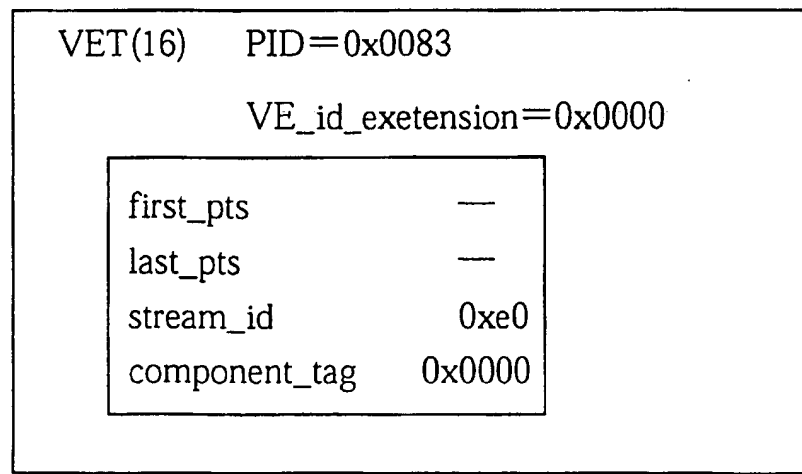 VET(16) PID=0x0083
VE_id_exetension=0x0000
first_pts —
last_pts —
stream_id 0xe0
component_tag 0x0000